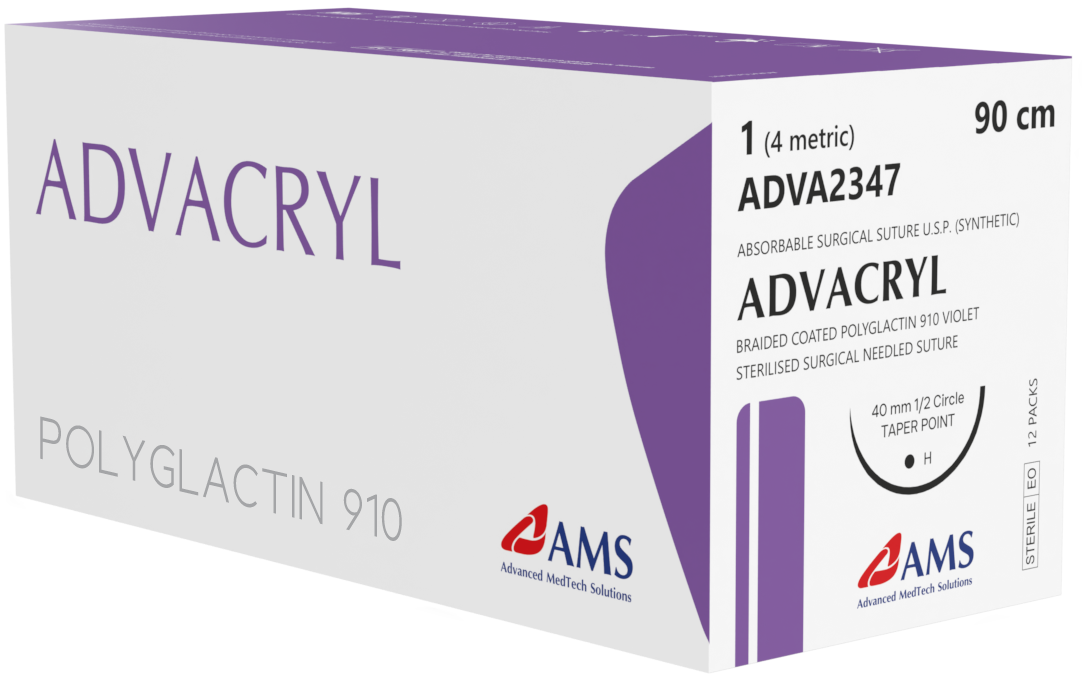 ADVACRYL
POLYGLACTIN 910
AMS
Advanced MedTech Solutions
1 (4 metric)
90 cm
ADVA2347
ABSORBABLE SURGICAL SUTURE U.S.P. (SYNTHETIC)
ADVACRYL
BRAIDED COATED POLYGLACTIN 910 VIOLET
STERILISED SURGICAL NEEDLED SUTURE
40 mm 1/2 Circle
TAPER POINT
H
STERILE EO 12 PACKS
AMS
Advanced MedTech Solutions